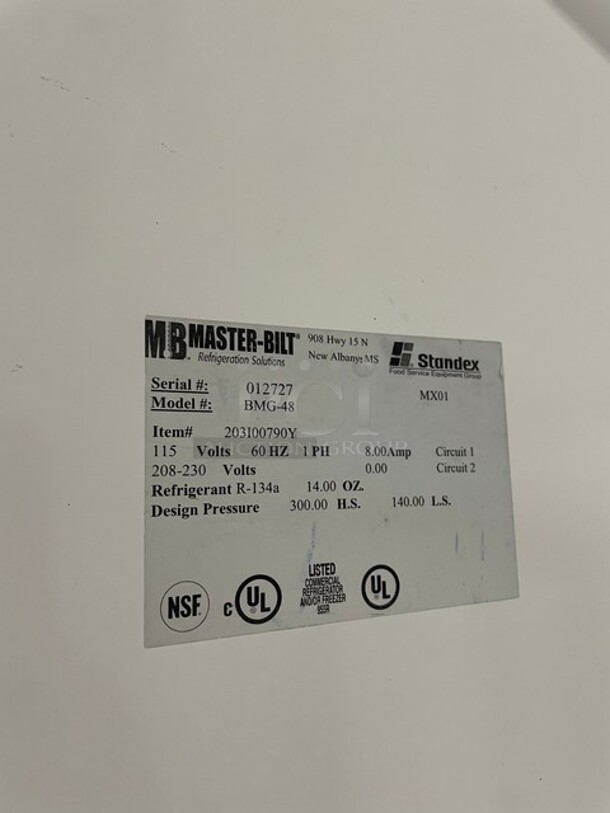 MB MASTER-BILT® 908 Hwy 15 N
Refrigeration Solutions New Albany, MS
Standex
Food Service Equipment Group
Serial #: 012727 MX01
Model #: BMG-48
Item# 203I00790Y
115 Volts 60 HZ 1 PH 8.00Amp Circuit 1
208-230 Volts 0.00 Circuit 2
Refrigerant R-134a 14.00 OZ.
Design Pressure 300.00 H.S. 140.00 L.S.
NSF.
c UL
LISTED
COMMERCIAL
REFRIGERATOR
AND/OR FREEZER
955R
UL